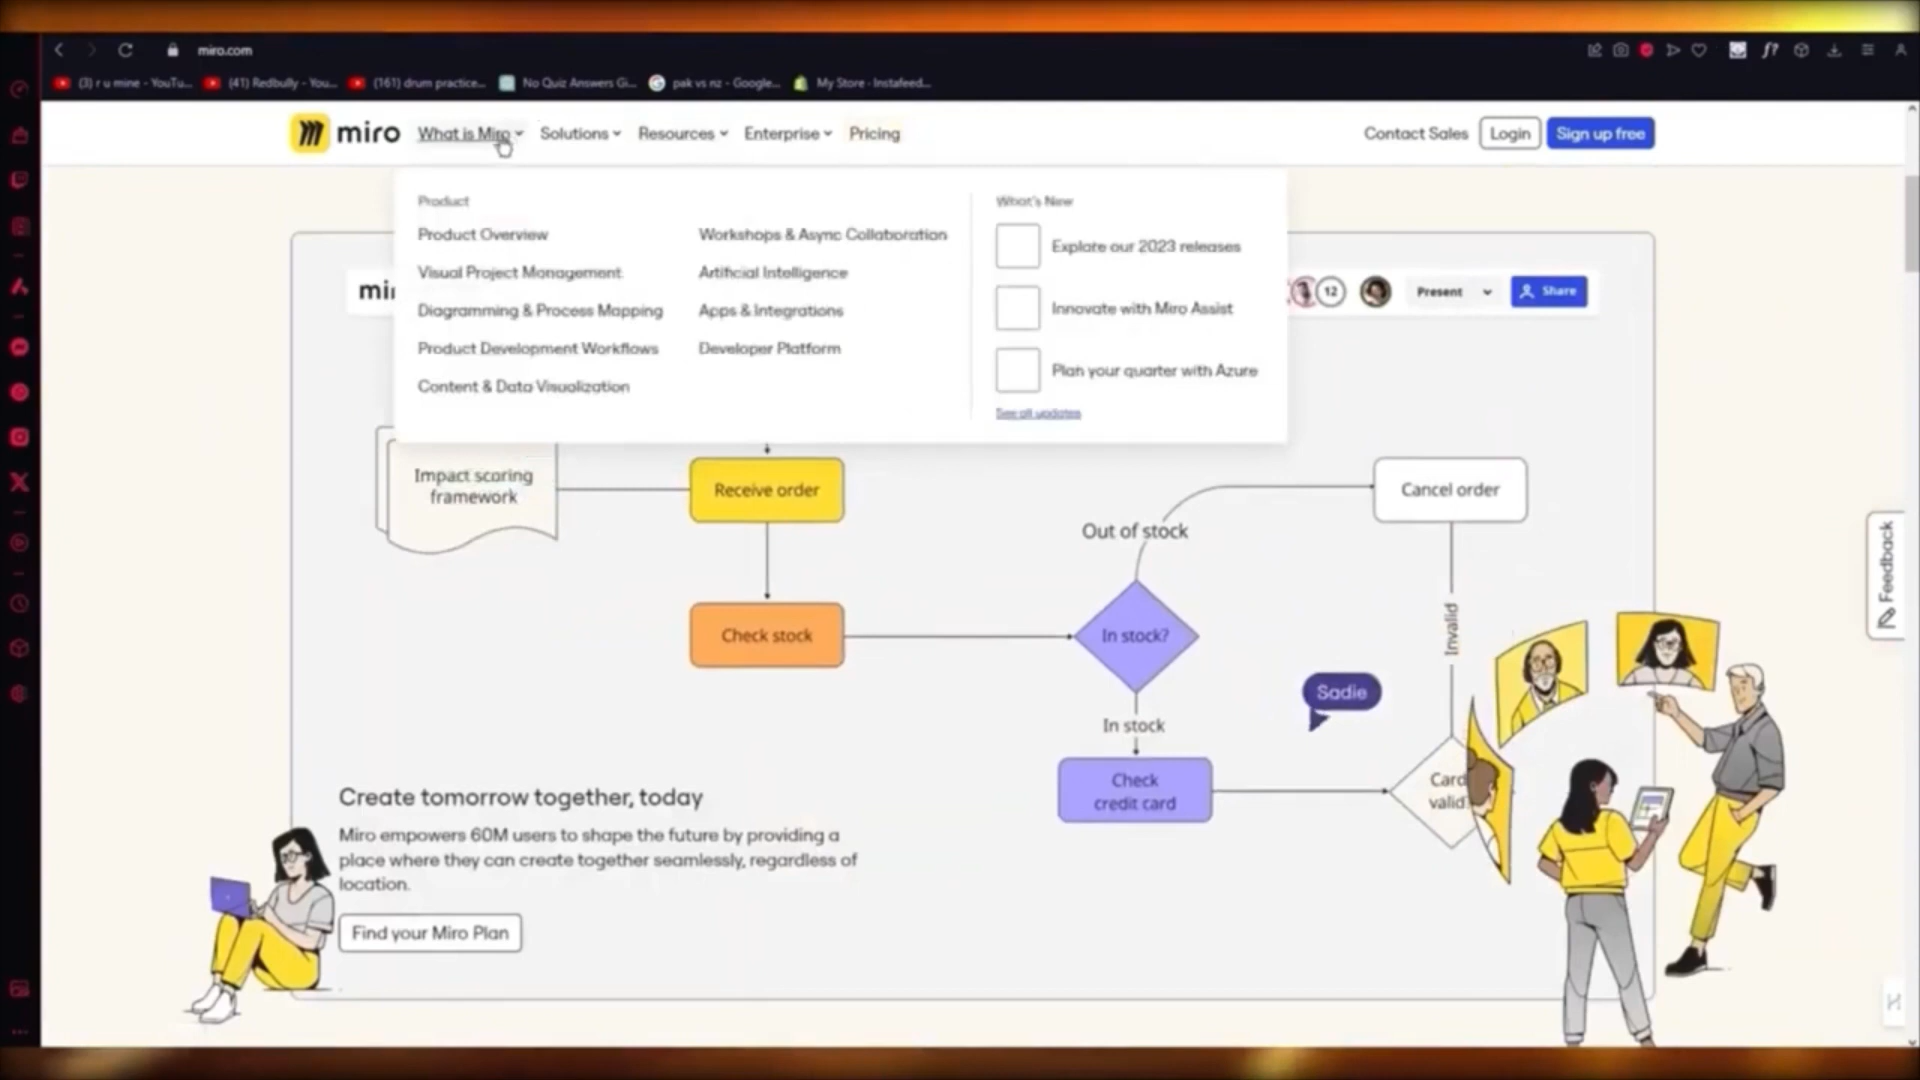 miro.com
(3) r u mine - YouTu...
(41) Redbully - You...
(161) drum practice...
No Quiz Answers Gi...
pak vs nz - Google...
My Store · Instafeed...
miro
What is Miro
Solutions
Resources
Enterprise
Pricing
Contact Sales
Login
Sign up free
Product
Product Overview
Visual Project Management
Diagramming & Process Mapping
Product Development Workflows
Content & Data Visualization
Workshops & Async Collaboration
Artificial Intelligence
Apps & Integrations
Developer Platform
What's New
Explore our 2023 releases
Innovate with Miro Assist
Plan your quarter with Azure
See all updates
mi
12
Present
Share
Impact scoring
framework
Receive order
Cancel order
Out of stock
Check stock
In stock?
Invalid
Sadie
In stock
Check
credit card
Card
valid?
Feedback
Create tomorrow together, today
Miro empowers 60M users to shape the future by providing a
place where they can create together seamlessly, regardless of
location.
Find your Miro Plan